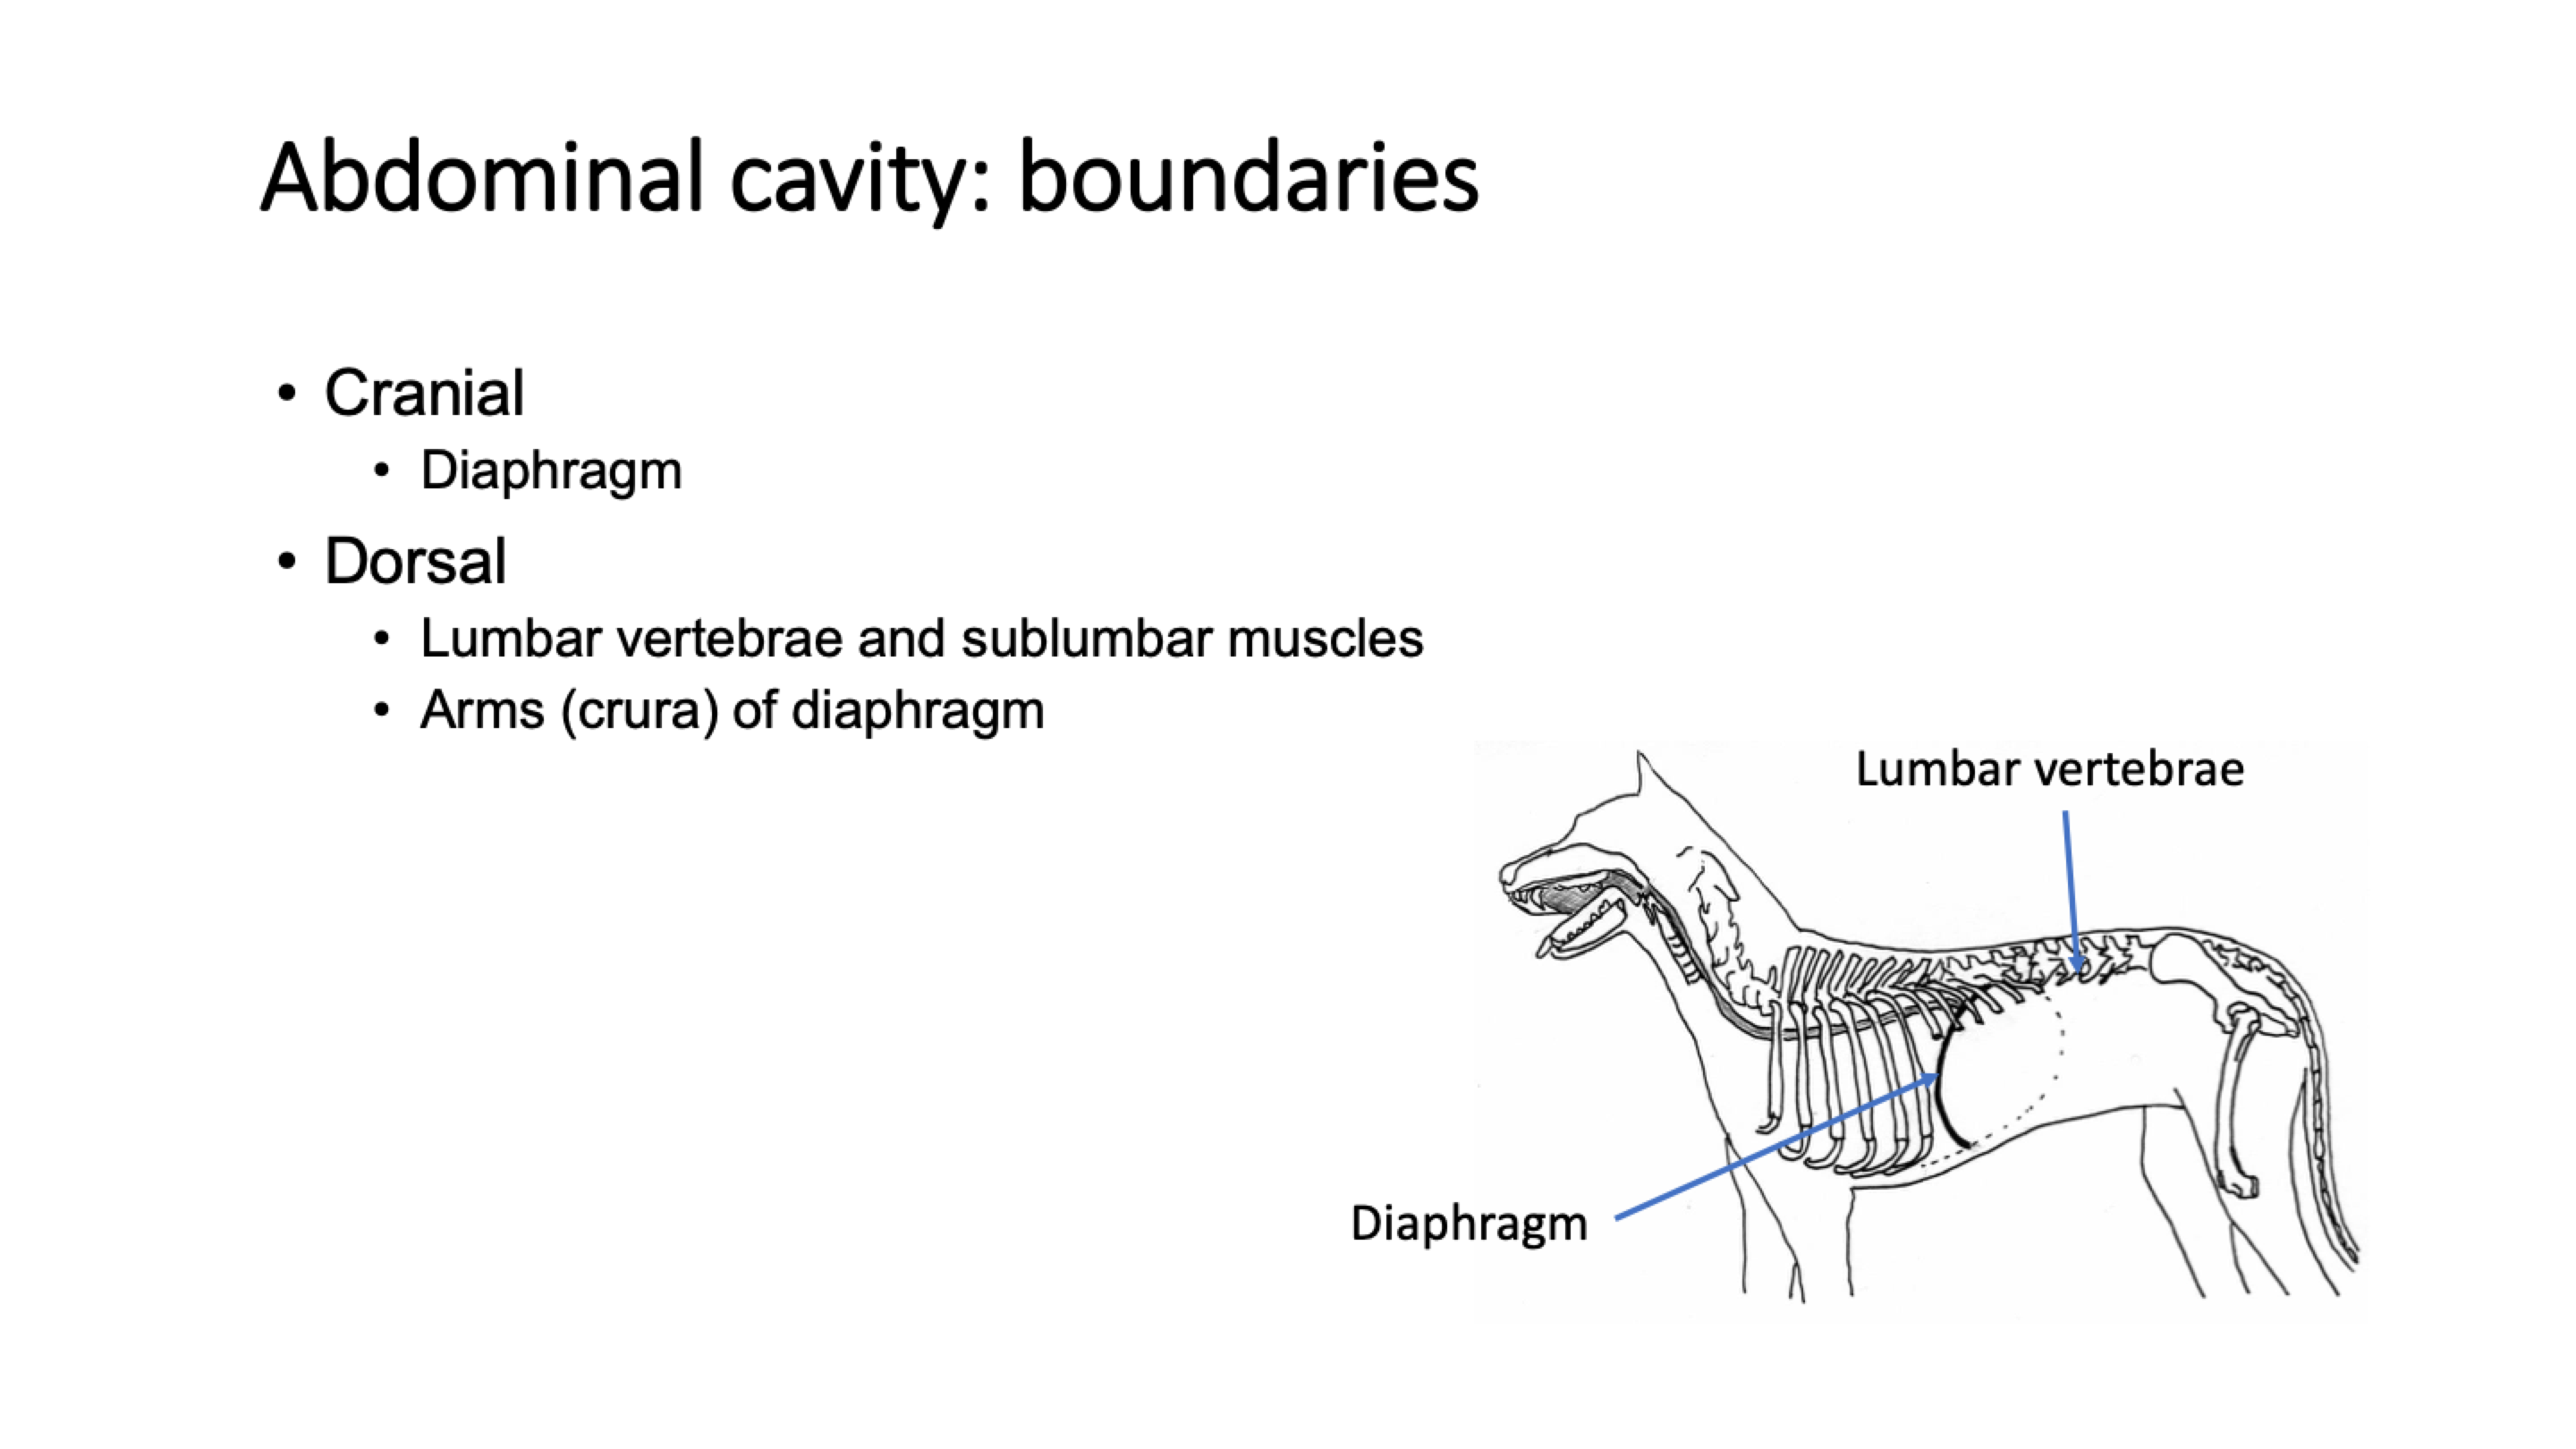 Abdominal cavity: boundaries
• Cranial
• Diaphragm
• Dorsal
• Lumbar vertebrae and sublumbar muscles
• Arms (crura) of diaphragm
Lumbar vertebrae
Diaphragm